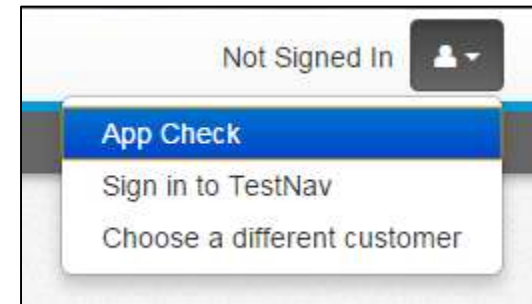 Not Signed In
App Check
Sign in to TestNav
Choose a different customer